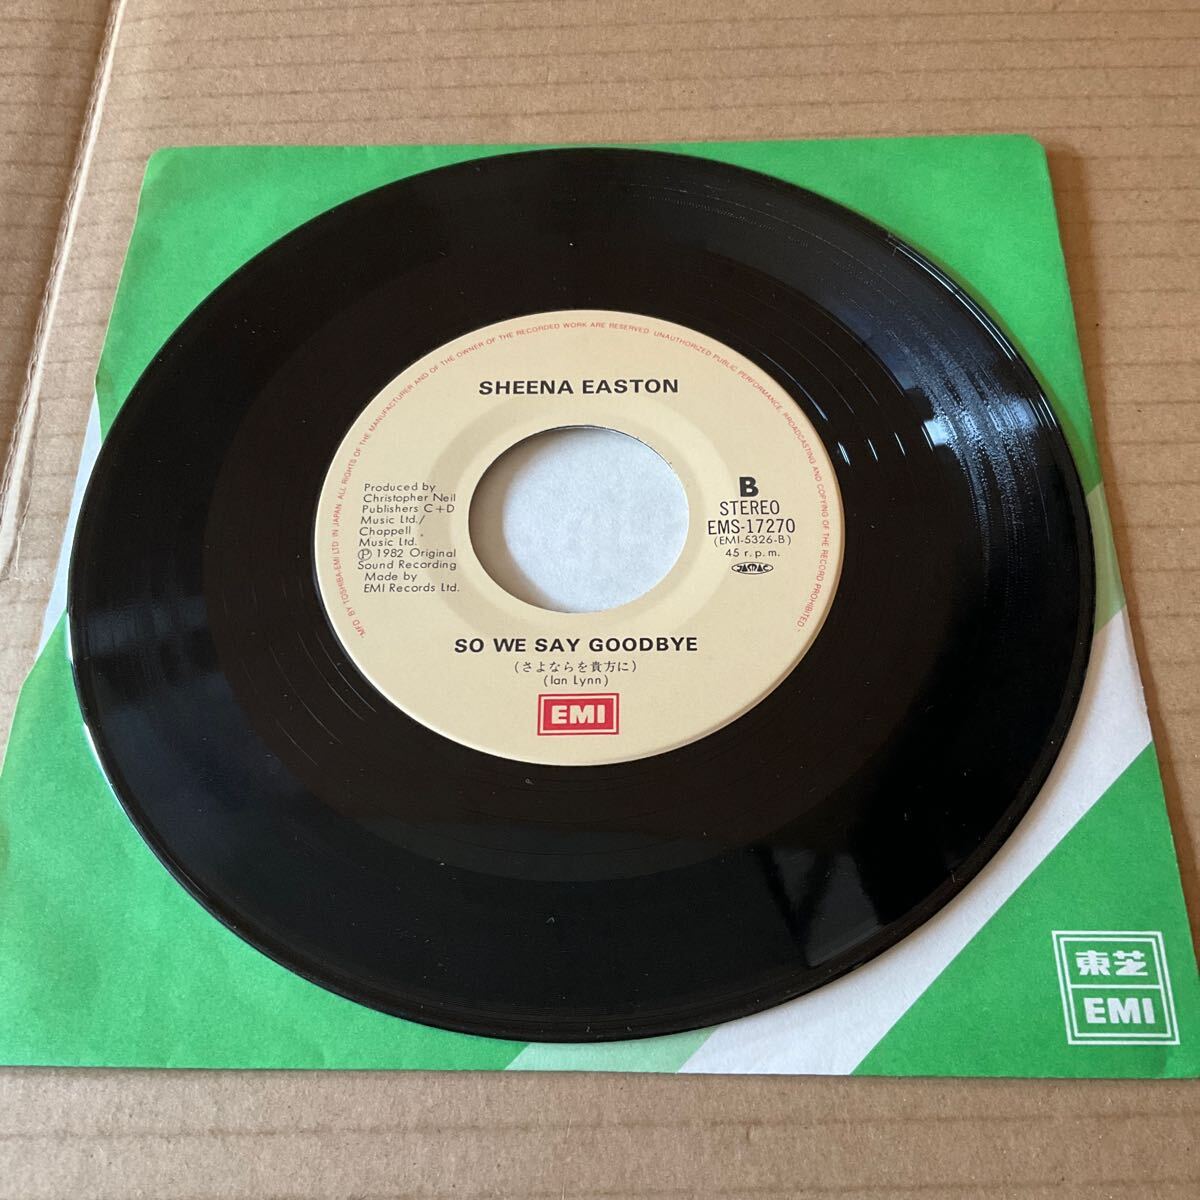 "MFD. BY TOSHIBA-EMI LTD. IN JAPAN. ALL RIGHTS OF THE MANUFACTURER AND OF THE OWNER OF THE RECORDED WORK ARE RESERVED. UNAUTHORIZED PUBLIC PERFORMANCE, BROADCASTING AND COPYING OF THE RECORD PROHIBITED."
SHEENA EASTON
Produced by
Christopher Neil
Publishers C+D
Music Ltd./
Chappell
Music Ltd.
Ⓟ 1982 Original
Sound Recording
Made by
EMI Records Ltd.
B
STEREO
EMS-17270
(EMI-5326-B)
45 r.p.m.
JASRAC
SO WE SAY GOODBYE
(さよならを貴方に)
(Ian Lynn)
EMI
東芝
EMI